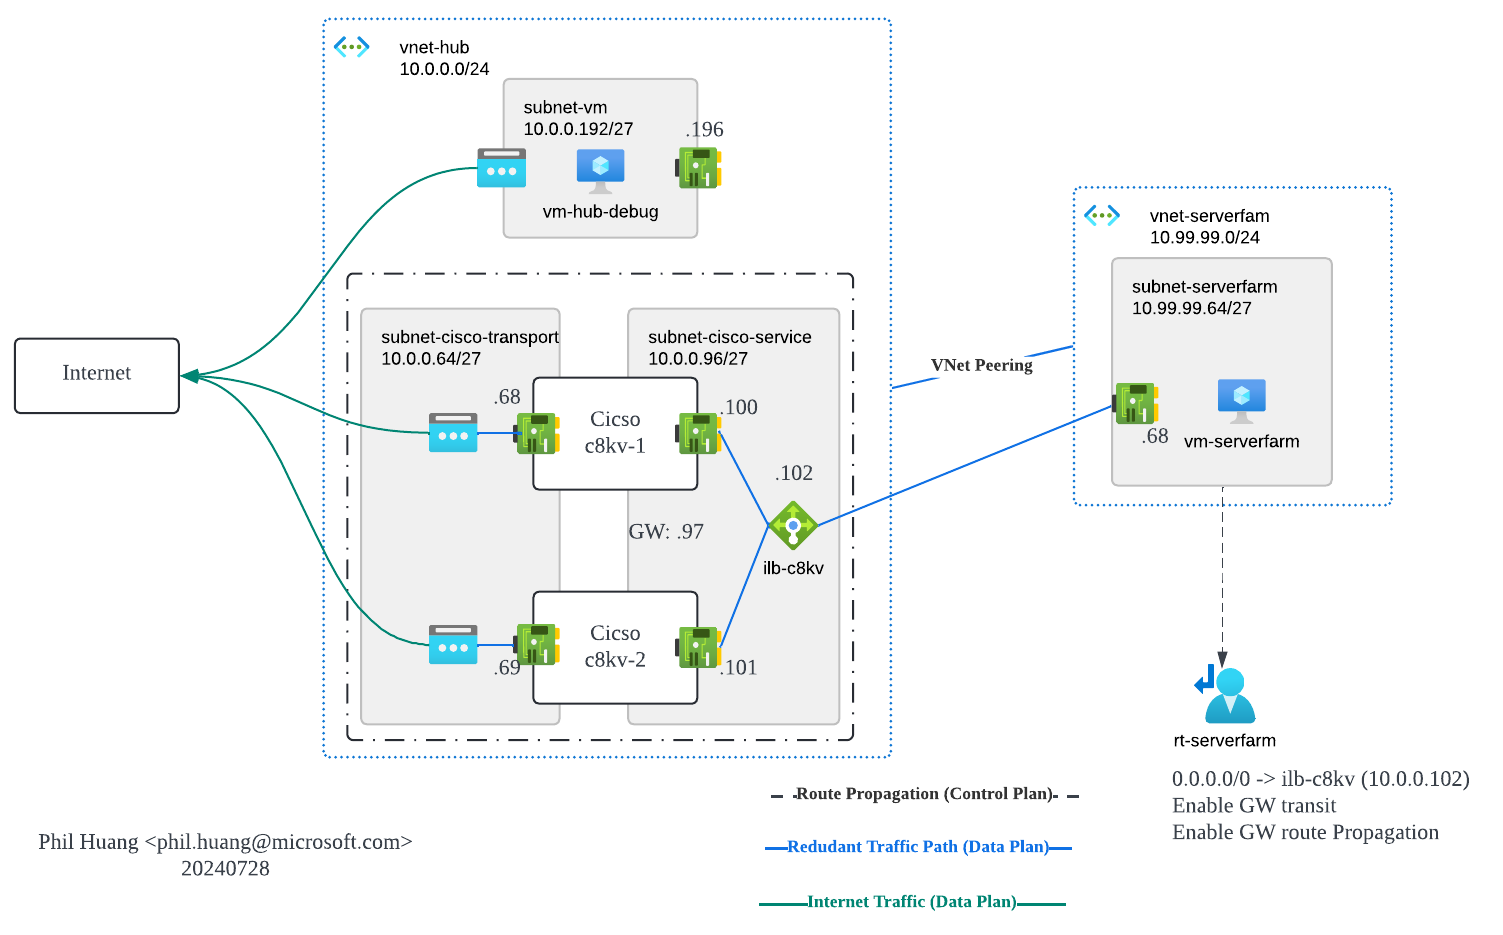 vnet-hub
10.0.0.0/24
subnet-vm
10.0.0.192/27
.196
vm-hub-debug
vnet-serverfam
10.99.99.0/24
subnet-serverfarm
10.99.99.64/27
.68
vm-serverfarm
Internet
subnet-cisco-transport
10.0.0.64/27
subnet-cisco-service
10.0.0.96/27
VNet Peering
.68
Cicso
c8kv-1
.100
.102
GW: .97
ilb-c8kv
.69
Cicso
c8kv-2
.101
rt-serverfarm
0.0.0.0/0 -> ilb-c8kv (10.0.0.102)
Enable GW transit
Enable GW route Propagation
Route Propagation (Control Plan)
Redudant Traffic Path (Data Plan)
Internet Traffic (Data Plan)
Phil Huang <phil.huang@microsoft.com>
20240728